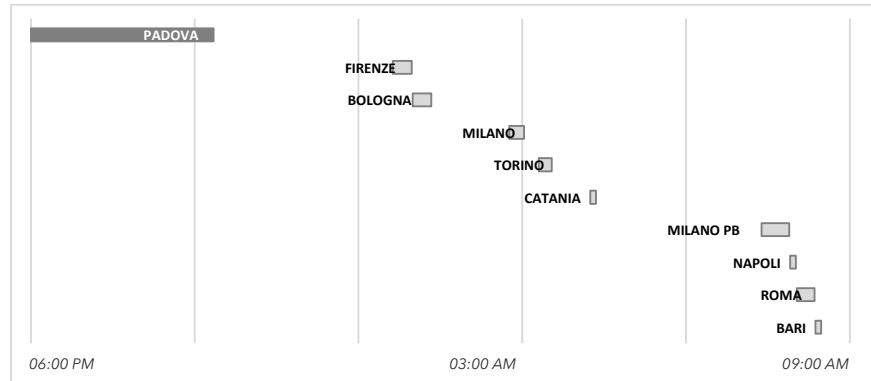 PADOVA
FIRENZE
BOLOGNA
MILANO
TORINO
CATANIA
MILANO PB
NAPOLI
ROMA
BARI
06:00 PM 03:00 AM 09:00 AM